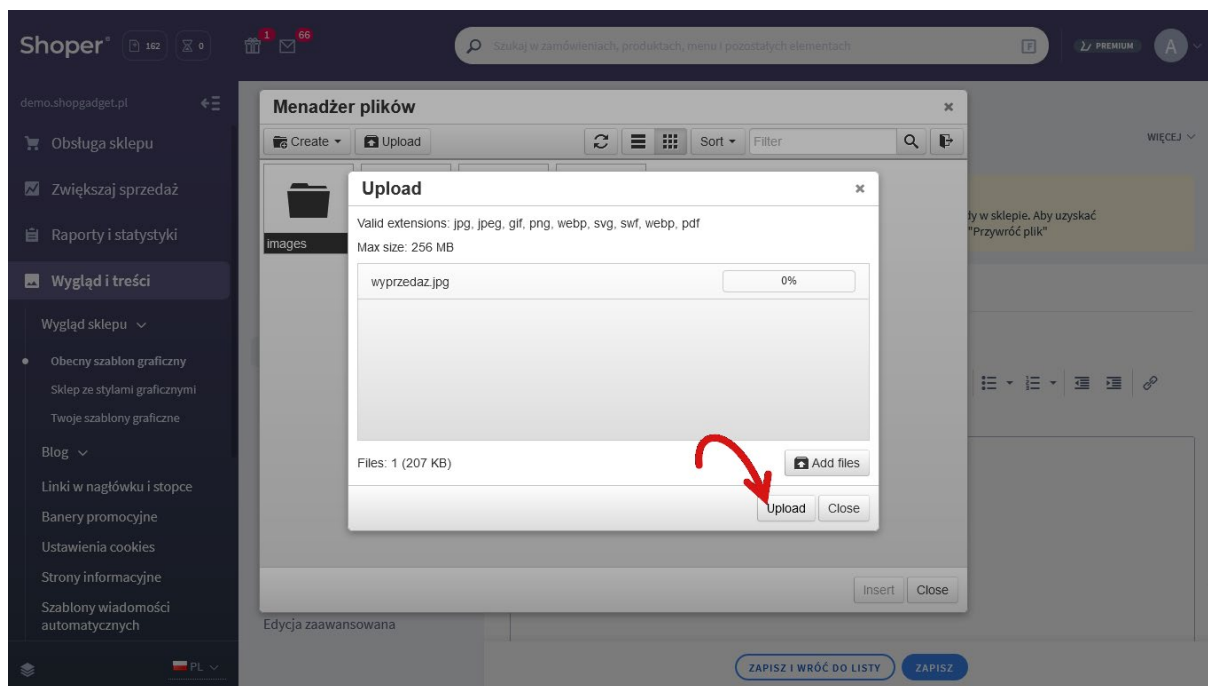 Shoper®
162
0
1
66
Szukaj w zamówieniach, produktach, menu i pozostałych elementach
F
PREMIUM
A
demo.shopgadget.pl
Obsługa sklepu
Zwiększaj sprzedaż
Raporty i statystyki
Wygląd i treści
Wygląd sklepu
Obecny szablon graficzny
Sklep ze stylami graficznymi
Twoje szablony graficzne
Blog
Linki w nagłówku i stopce
Banery promocyjne
Ustawienia cookies
Strony informacyjne
Szablony wiadomości
automatycznych
PL
WIĘCEJ
w sklepie. Aby uzyskać
"Przywróć plik"
Menadżer plików
Create
Upload
Sort
Filter
images
Upload
Valid extensions: jpg, jpeg, gif, png, webp, svg, swf, webp, pdf
Max size: 256 MB
wyprzedaz.jpg
0%
Files: 1 (207 KB)
Add files
Upload
Close
Insert
Close
Edycja zaawansowana
ZAPISZ I WRÓĆ DO LISTY
ZAPISZ